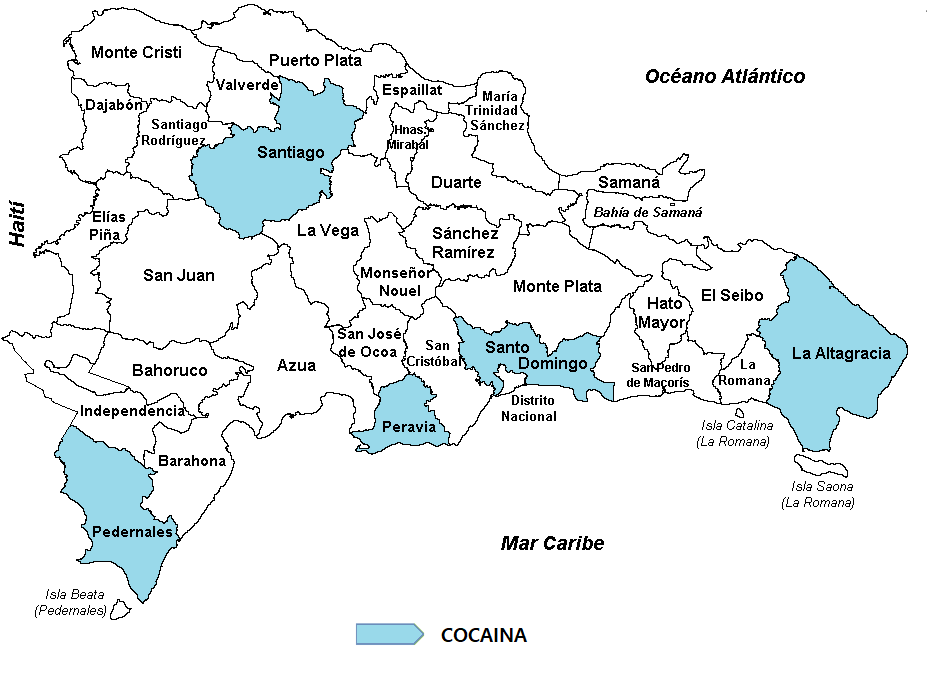 Monte Cristi
Puerto Plata
Océano Atlántico
Valverde
Espaillat
Dajabón
María
Trinidad
Sánchez
Santiago
Rodríguez
Hnas.
Mirabal
Santiago
Duarte
Samaná
Haití
Elías
Piña
Bahía de Samaná
La Vega
Sánchez
Ramírez
San Juan
Monseñor
Nouel
Monte Plata
El Seibo
Hato
Mayor
San José
de Ocoa
San
Cristóbal
Santo
Domingo
La Altagracia
Bahoruco
Azua
San Pedro
de Macorís
La
Romana
Independencia
Distrito
Nacional
Peravia
Isla Catalina
(La Romana)
Barahona
Isla Saona
(La Romana)
Pedernales
Mar Caribe
Isla Beata
(Pedernales)
COCAINA